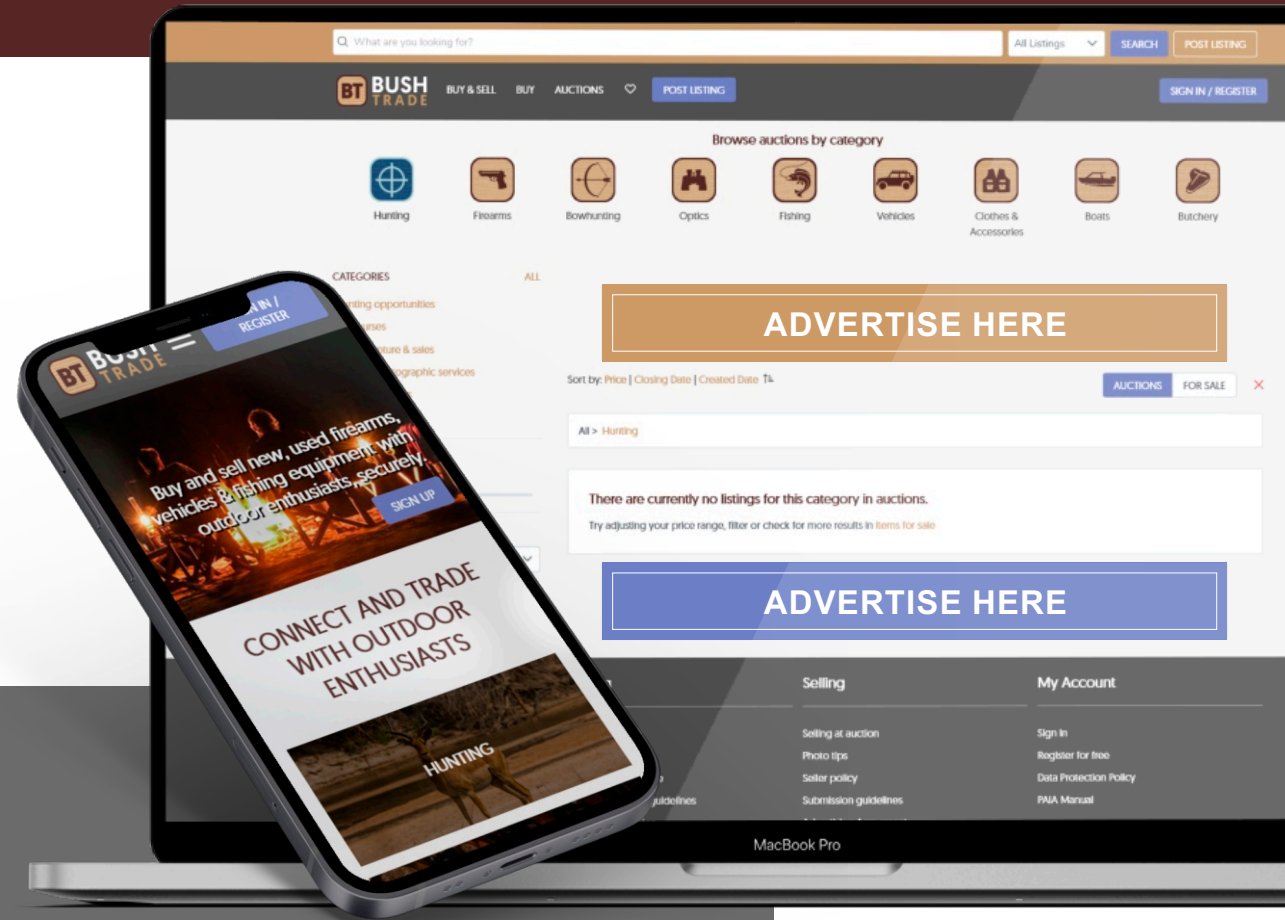 What are you looking for?
All Listings
SEARCH
POST LISTING
BT BUSH TRADE
BUY & SELL
BUY
AUCTIONS
POST LISTING
SIGN IN / REGISTER
Browse auctions by category
Hunting
Firearms
Bowhunting
Optics
Fishing
Vehicles
Clothes &
Accessories
Boats
Butchery
CATEGORIES
ALL
opportunities
& sales
services
ADVERTISE HERE
Sort by: Price | Closing Date | Created Date
AUCTIONS
FOR SALE
All > Hunting
There are currently no listings for this category in auctions.
Try adjusting your price range, filter or check for more results in items for sale
ADVERTISE HERE
Selling
Selling at auction
Photo tips
Seller policy
Submission guidelines
My Account
Sign in
Register for free
Data Protection Policy
PAIA Manual
guidelines
MacBook Pro
BT BUSH TRADE
REGISTER
Buy and sell new, used firearms,
vehicles & fishing equipment with
outdoor enthusiasts, securely.
SIGN UP
CONNECT AND TRADE
WITH OUTDOOR
ENTHUSIASTS
HUNTING